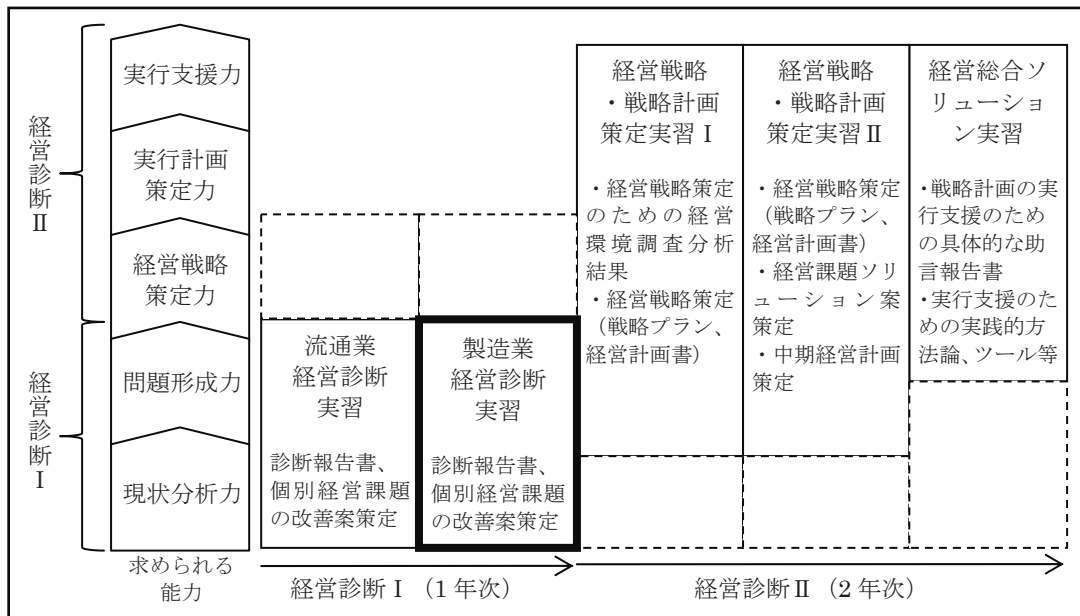 経営診断Ⅱ
経営診断Ⅰ
実行支援力
実行計画
策定力
経営戦略
策定力
問題形成力
現状分析力
求められる
能力
流通業
経営診断
実習
診断報告書、
個別経営課題
の改善案策定
製造業
経営診断
実習
診断報告書、
個別経営課題
の改善案策定
経営戦略
・戦略計画
策定実習Ⅰ
・経営戦略策定
のための経営
環境調査分析
結果
・経営戦略策定
（戦略プラン、
経営計画書）
経営戦略
・戦略計画
策定実習Ⅱ
・経営戦略策定
（戦略プラン、
経営計画書）
・経営課題ソリ
ューション案
策定
・中期経営計画
策定
経営総合ソ
リューショ
ン実習
・戦略計画の実
行支援のため
の具体的な助
言報告書
・実行支援のた
めの実践的方
法論、ツール等
経営診断Ⅰ（1年次）
経営診断Ⅱ（2年次）